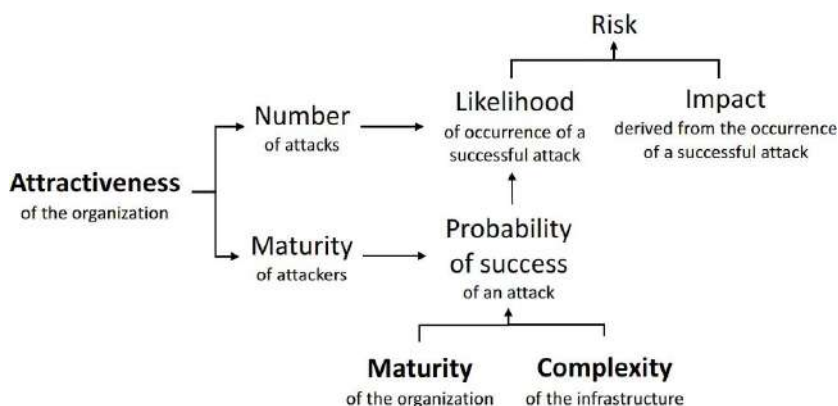 Risk
Number
of attacks
Likelihood
of occurrence of a
successful attack
Impact
derived from the occurrence
of a successful attack
Attractiveness
of the organization
Maturity
of attackers
Probability
of success
of an attack
Maturity
of the organization
Complexity
of the infrastructure